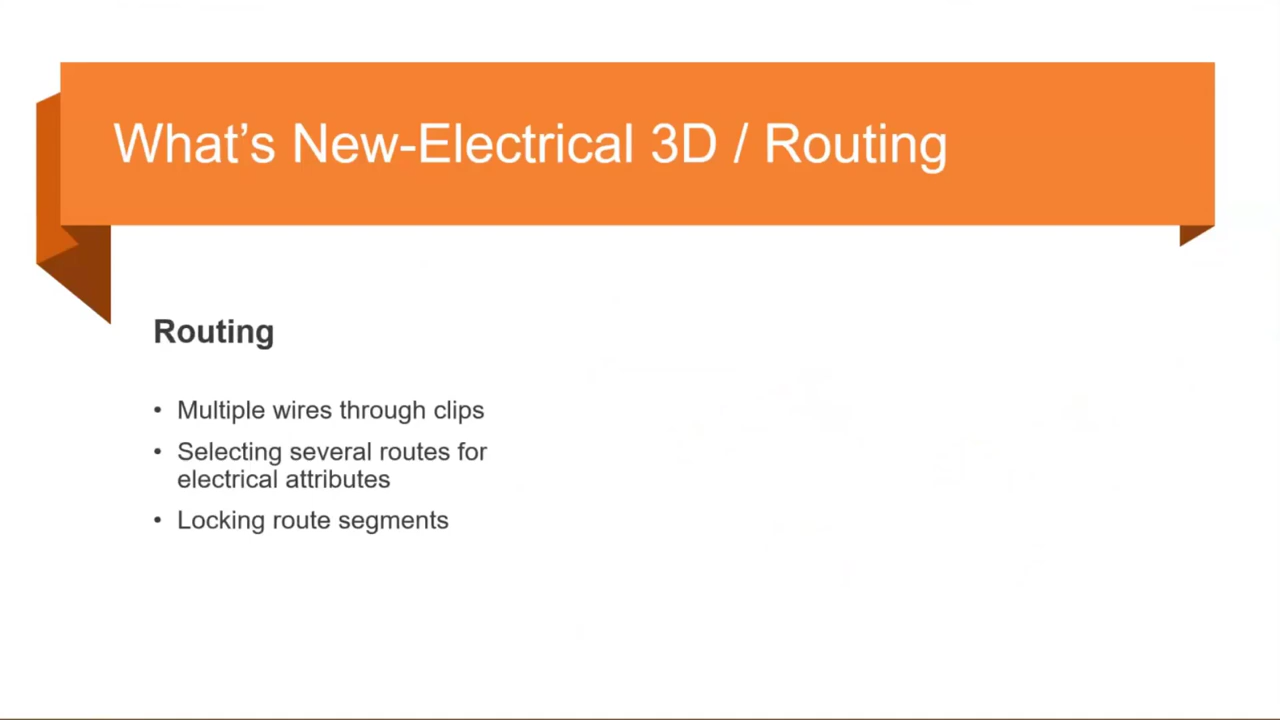 What’s New-Electrical 3D / Routing
Routing
• Multiple wires through clips
• Selecting several routes for
electrical attributes
• Locking route segments